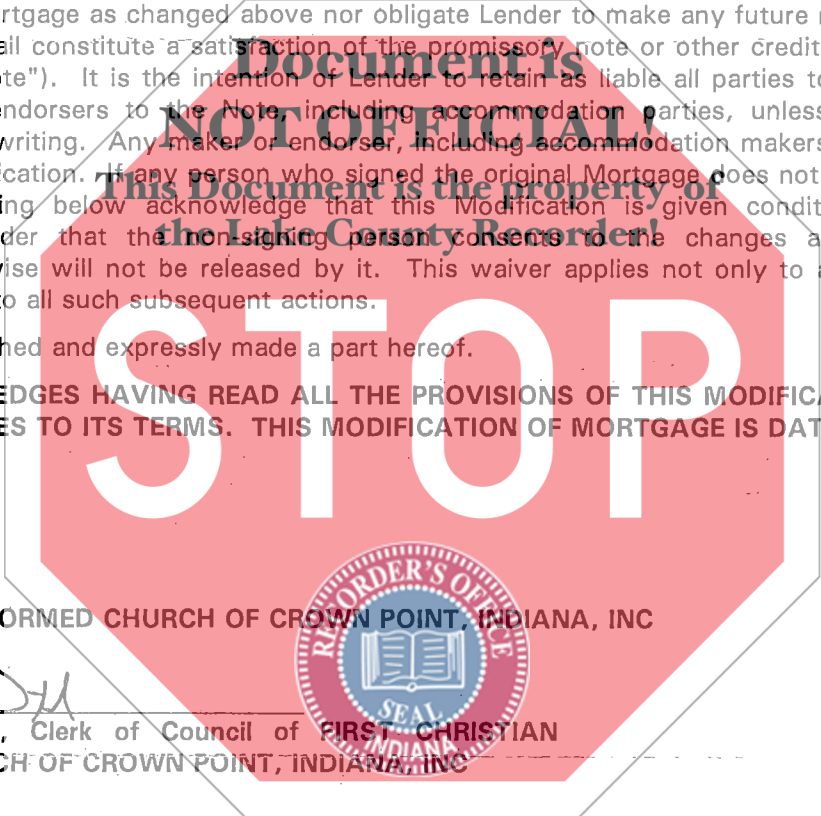 rtgage as changed above nor obligate Lender to make any future
all constitute a satisfaction of the promissory note or other credit
te"). It is the intention of Lender to retain as liable all parties to
ndorsers to the Note, including accommodation parties, unless
writing. Any maker or endorser, including accommodation makers
ication. If any person who signed the original Mortgage does not
ing below acknowledge that this Modification is given condit
der that the non-signing person consents to the changes a
ise will not be released by it. This waiver applies not only to a
o all such subsequent actions.
hed and expressly made a part hereof.
EDGES HAVING READ ALL THE PROVISIONS OF THIS MODIFICA
ES TO ITS TERMS. THIS MODIFICATION OF MORTGAGE IS DAT
ORMED CHURCH OF CROWN POINT, INDIANA, INC
, Clerk of Council of FIRST CHRISTIAN
CH OF CROWN POINT, INDIANA, INC
Document is
NOT OFFICIAL!
This Document is the property of
the Lake County Recorder!
STOP
RECORDER'S OFFICE
SEAL
INDIANA